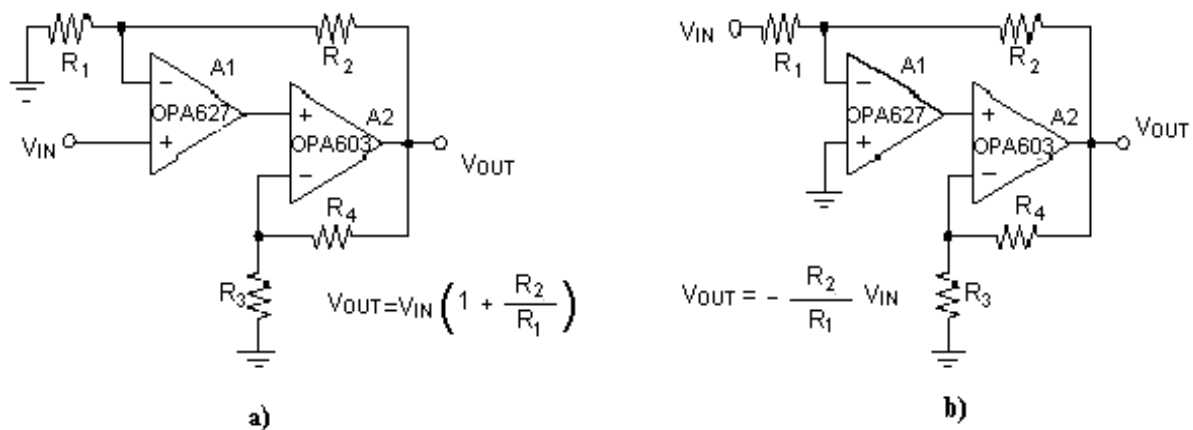 R1
R2
A1
OPA627
VIN
A2
OPA603
VOUT
R4
R3
VOUT=VIN(1 + R2/R1)
a)
VIN
R1
R2
A1
OPA627
A2
OPA603
VOUT
R4
R3
VOUT = - R2/R1 VIN
b)